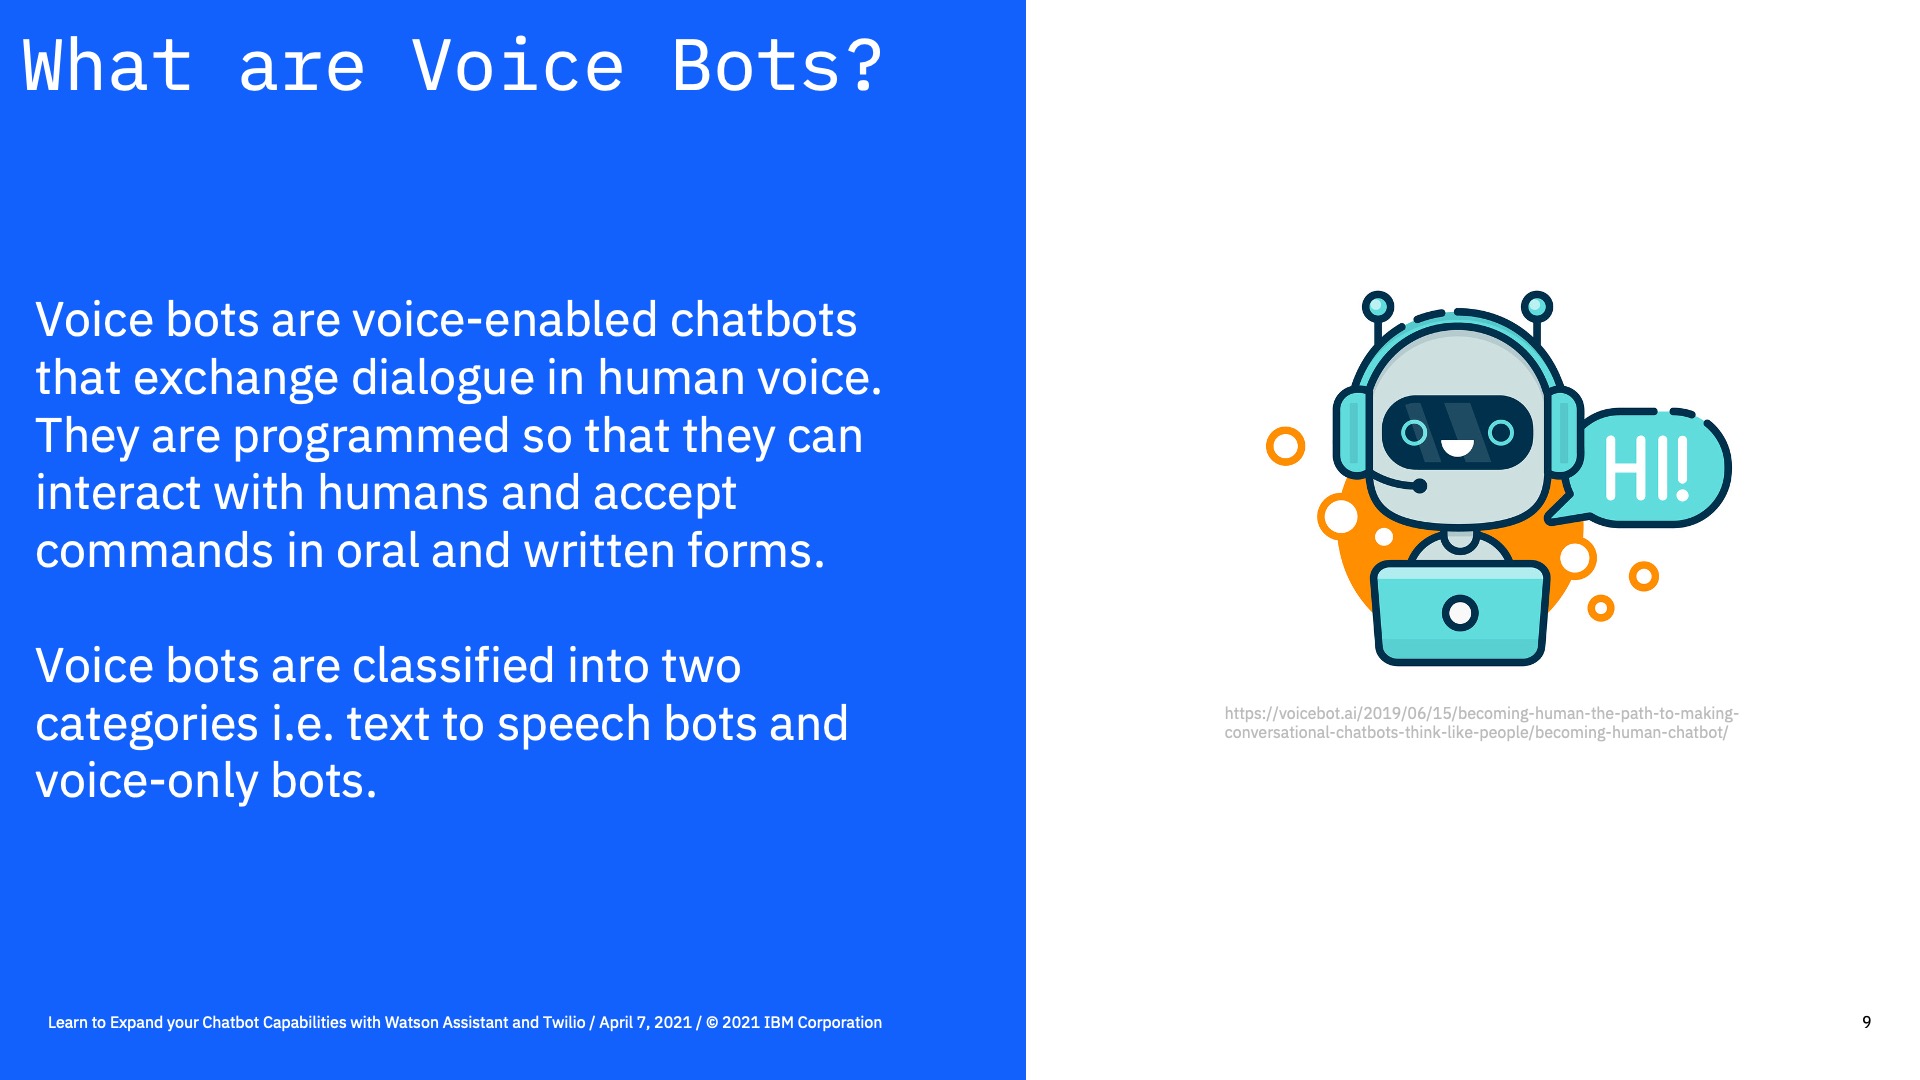 What are Voice Bots?
Voice bots are voice-enabled chatbots
that exchange dialogue in human voice.
They are programmed so that they can
interact with humans and accept
commands in oral and written forms.
Voice bots are classified into two
categories i.e. text to speech bots and
voice-only bots.
HI!
https://voicebot.ai/2019/06/15/becoming-human-the-path-to-making-
conversational-chatbots-think-like-people/becoming-human-chatbot/
Learn to Expand your Chatbot Capabilities with Watson Assistant and Twilio / April 7, 2021 / © 2021 IBM Corporation
9